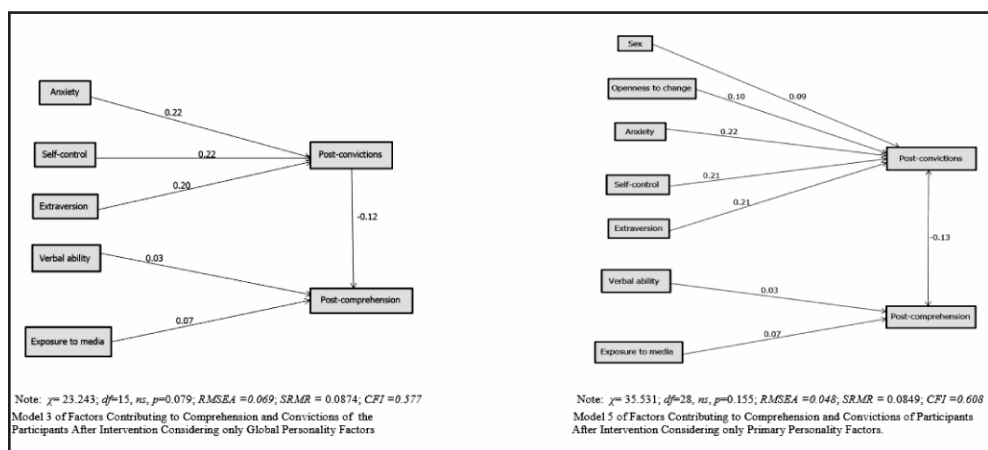 Anxiety
0.22
Self-control
0.22
Post-convictions
Extraversion
0.20
-0.12
Verbal ability
0.03
Post-comprehension
0.07
Exposure to media
Note: χ= 23.243; df=15, ns, p=0.079; RMSEA =0.069; SRMR = 0.0874; CFI =0.577
Model 3 of Factors Contributing to Comprehension and Convictions of the
Participants After Intervention Considering only Global Personality Factors
Sex
0.09
Openness to change
0.10
Anxiety
0.22
Post-convictions
Self-control
0.21
Extraversion
0.21
-0.13
Verbal ability
0.03
Post-comprehension
0.07
Exposure to media
Note: χ= 35.531; df=28, ns, p=0.155; RMSEA =0.048; SRMR = 0.0849; CFI =0.608
Model 5 of Factors Contributing to Comprehension and Convictions of Participants
After Intervention Considering only Primary Personality Factors.